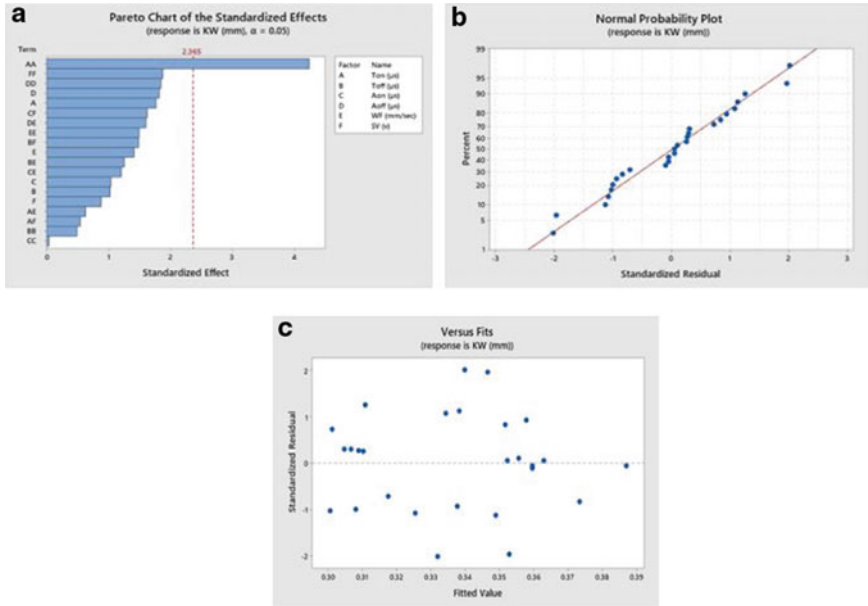 a
Pareto Chart of the Standardized Effects
(response is KW (mm), α = 0.05)
Term
2.365
AA
FF
DD
D
A
CF
DE
EE
BF
E
BE
CE
C
B
F
AE
AF
BB
CC
0 1 2 3 4
Standardized Effect
Factor Name
A Ton (μs)
B Toff (μs)
C Aon (μs)
D Aoff (μs)
E WF (mm/sec)
F SV (v)
b
Normal Probability Plot
(response is KW (mm))
99
95
90
80
70
60
50
40
30
20
10
5
1
Percent
-3 -2 -1 0 1 2 3
Standardized Residual
c
Versus Fits
(response is KW (mm))
2
1
0
-1
-2
Standardized Residual
0.30 0.31 0.32 0.33 0.34 0.35 0.36 0.37 0.38 0.39
Fitted Value